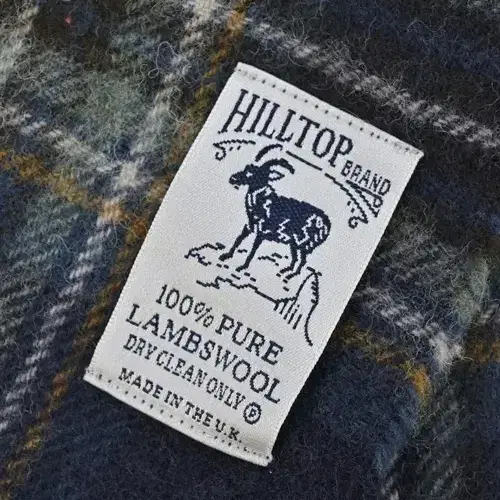 HILLTOP
BRAND
100% PURE
LAMBSWOOL
DRY CLEAN ONLY Ⓟ
MADE IN THE U.K.